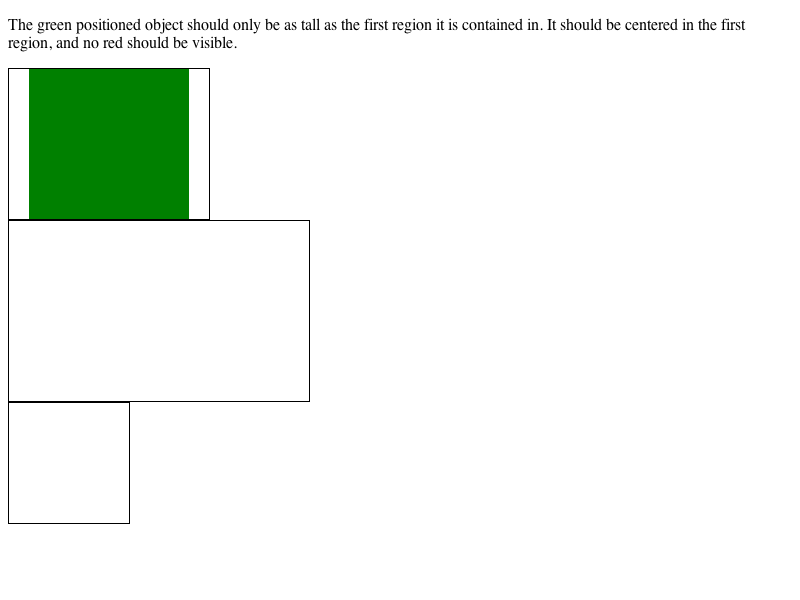 The green positioned object should only be as tall as the first region it is contained in. It should be centered in the first
region, and no red should be visible.